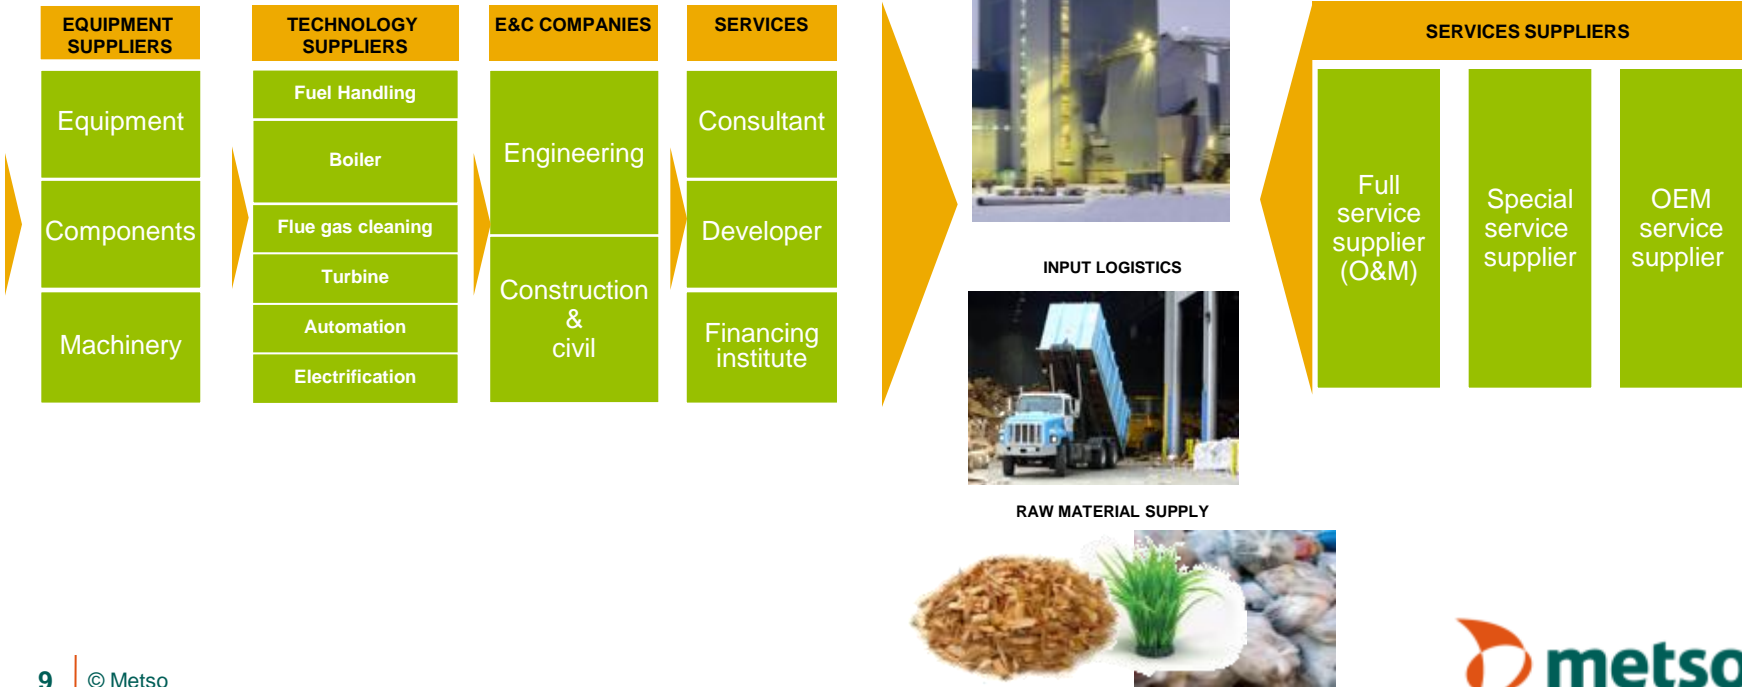 EQUIPMENT
SUPPLIERS
Equipment
Components
Machinery
TECHNOLOGY
SUPPLIERS
Fuel Handling
Boiler
Flue gas cleaning
Turbine
Automation
Electrification
E&C COMPANIES
Engineering
Construction
&
civil
SERVICES
Consultant
Developer
Financing
institute
INPUT LOGISTICS
RAW MATERIAL SUPPLY
SERVICES SUPPLIERS
Full
service
supplier
(O&M)
Special
service
supplier
OEM
service
supplier
9
© Metso
metso